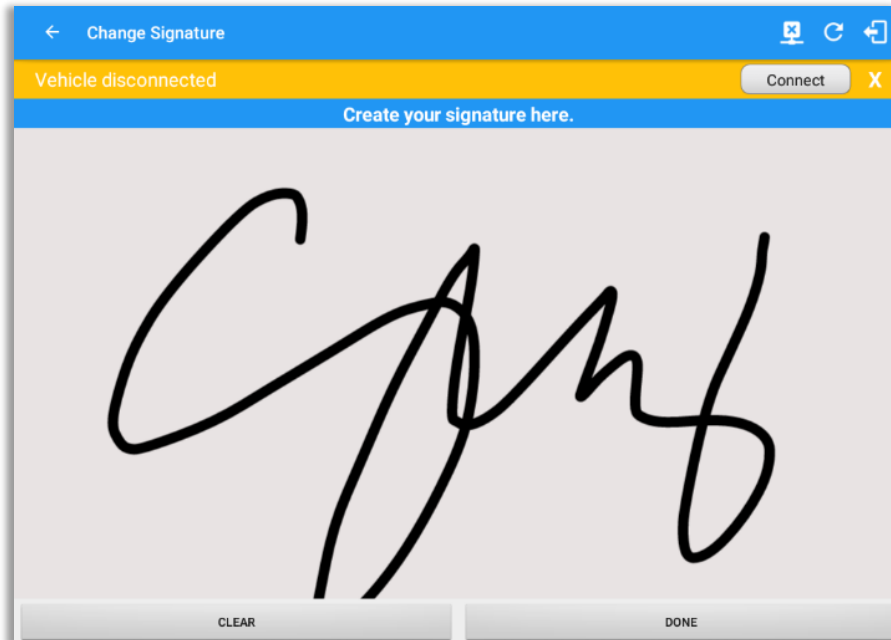 Change Signature
Vehicle disconnected
Connect
X
Create your signature here.
CLEAR
DONE